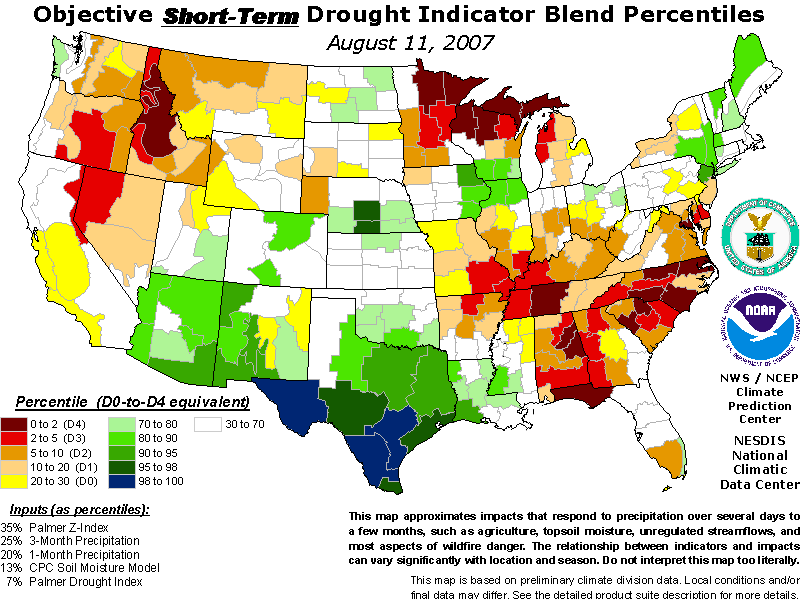 Objective Short-Term Drought Indicator Blend Percentiles
August 11, 2007
DEPARTMENT OF COMMERCE
UNITED STATES OF AMERICA
NOAA
NWS / NCEP
Climate
Prediction
Center
NESDIS
National
Climatic
Data Center
Percentile (D0-to-D4 equivalent)
0 to 2 (D4)
2 to 5 (D3)
5 to 10 (D2)
10 to 20 (D1)
20 to 30 (D0)
70 to 80
80 to 90
90 to 95
95 to 98
98 to 100
30 to 70
Inputs (as percentiles):
35% Palmer Z-Index
25% 3-Month Precipitation
20% 1-Month Precipitation
13% CPC Soil Moisture Model
7% Palmer Drought Index
This map approximates impacts that respond to precipitation over several days to
a few months, such as agriculture, topsoil moisture, unregulated streamflows, and
most aspects of wildfire danger. The relationship between indicators and impacts
can vary significantly with location and season. Do not interpret this map too literally.
This map is based on preliminary climate division data. Local conditions and/or
final data may differ. See the detailed product suite description for more details.